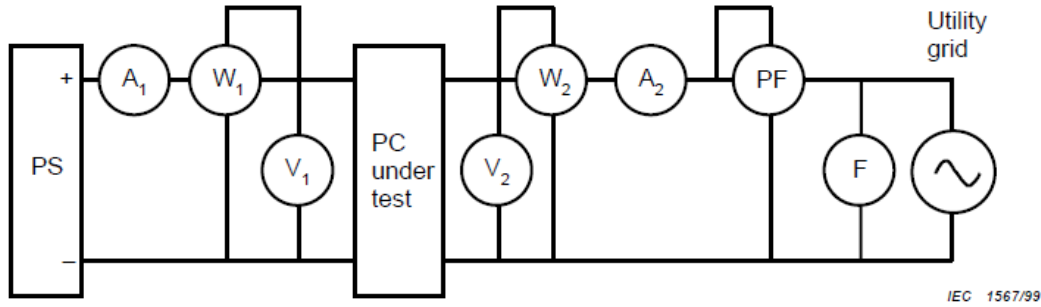 Utility
grid
+
A1
W1
W2
A2
PF
PS
V1
PC
under
test
V2
F
–
IEC 1567/99